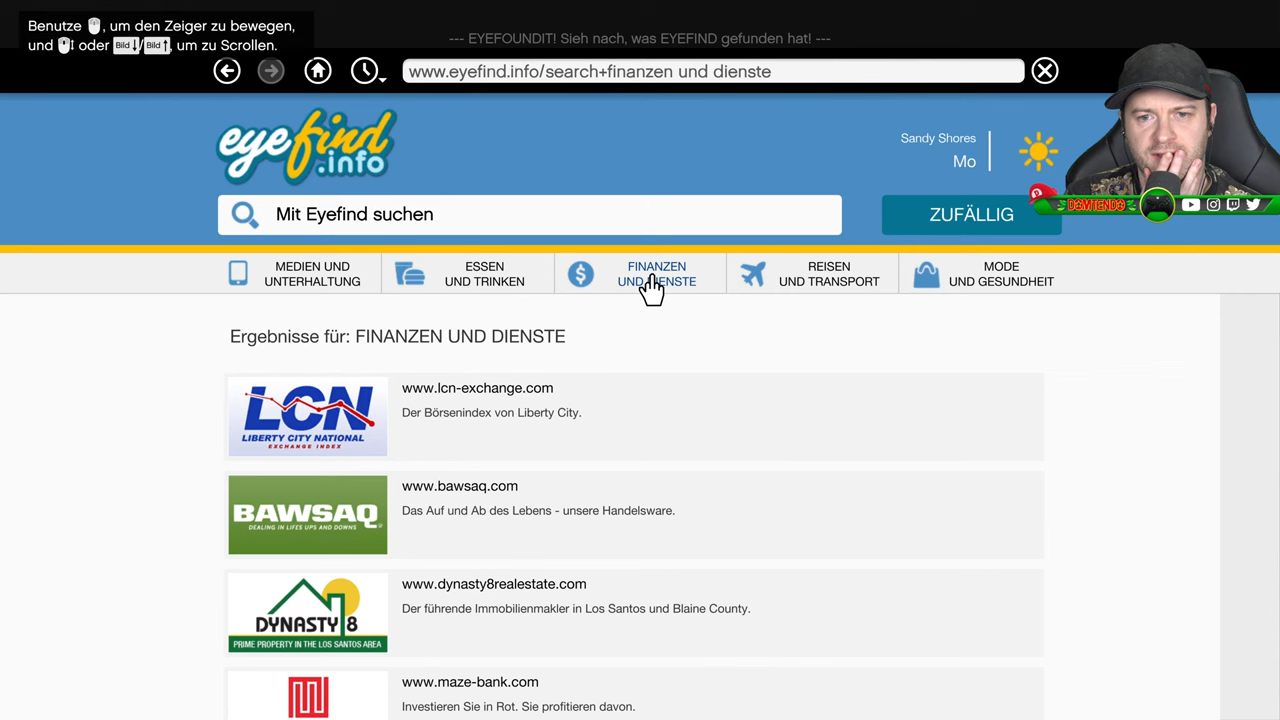 Benutze , um den Zeiger zu bewegen,
und oder Bild↓/Bild↑, um zu Scrollen.
--- EYEFOUNDIT! Sieh nach, was EYEFIND gefunden hat! ---
www.eyefind.info/search+finanzen und dienste
eyefind
.info
Sandy Shores
Mo
Mit Eyefind suchen
ZUFÄLLIG
DAMTENDO
MEDIEN UND
UNTERHALTUNG
ESSEN
UND TRINKEN
FINANZEN
UND DIENSTE
REISEN
UND TRANSPORT
MODE
UND GESUNDHEIT
Ergebnisse für: FINANZEN UND DIENSTE
LCN
LIBERTY CITY NATIONAL
EXCHANGE INDEX
www.lcn-exchange.com
Der Börsenindex von Liberty City.
BAWSAQ
DEALING IN LIFES UPS AND DOWNS
www.bawsaq.com
Das Auf und Ab des Lebens - unsere Handelsware.
DYNASTY 8
PRIME PROPERTY IN THE LOS SANTOS AREA
www.dynasty8realestate.com
Der führende Immobilienmakler in Los Santos und Blaine County.
www.maze-bank.com
Investieren Sie in Rot. Sie profitieren davon.